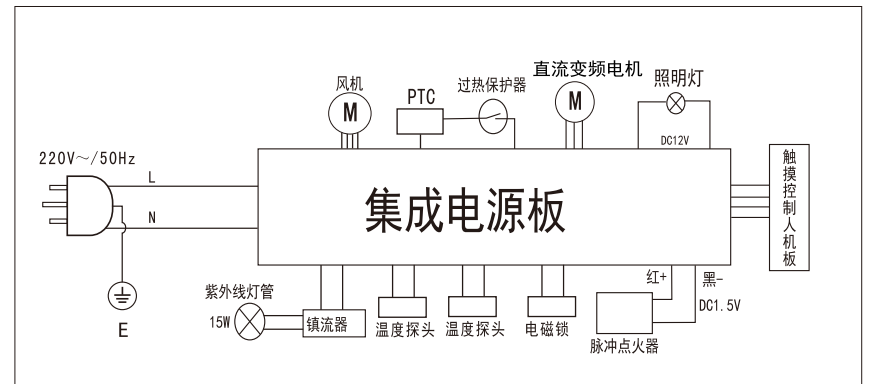 直流变频电机
风机
过热保护器
照明灯
M
PTC
M
DC12V
220V～/50Hz
L
N
集成电源板
触摸控制人机板
E
紫外线灯管
15W
镇流器
温度探头
温度探头
电磁锁
红+
黑-
DC1.5V
脉冲点火器